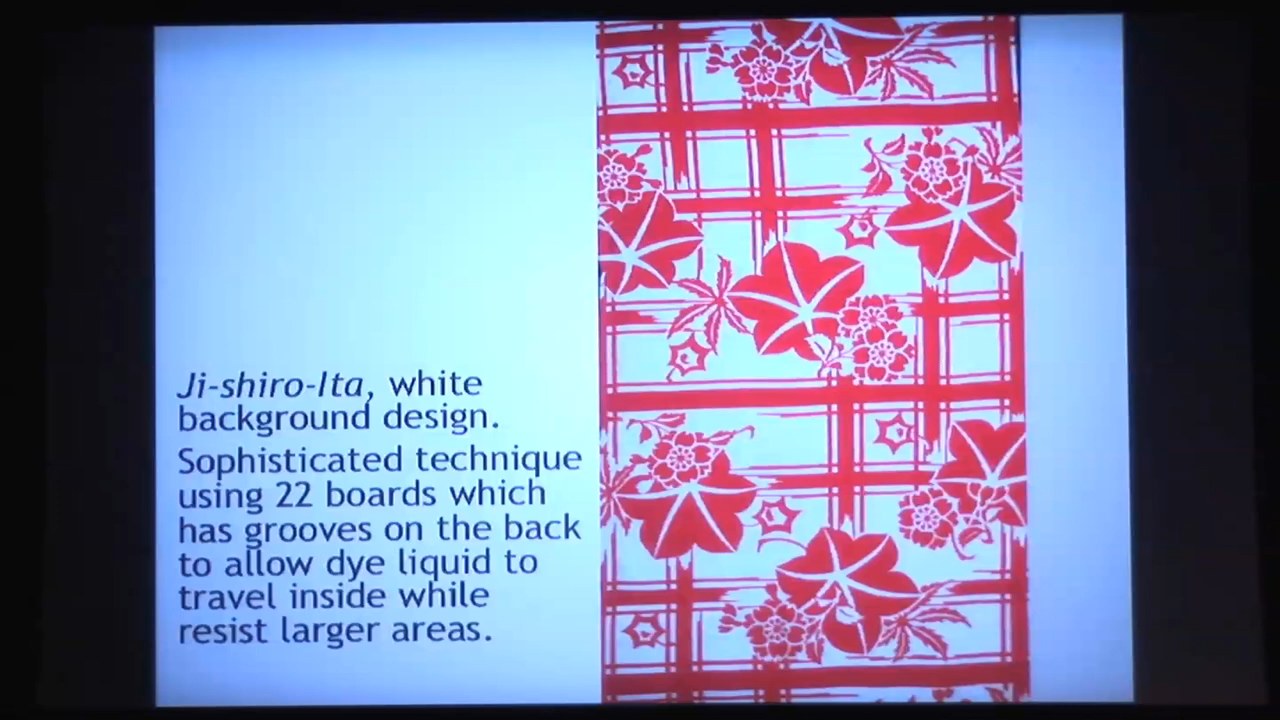 Ji-shiro-Ita, white
background design.
Sophisticated technique
using 22 boards which
has grooves on the back
to allow dye liquid to
travel inside while
resist larger areas.